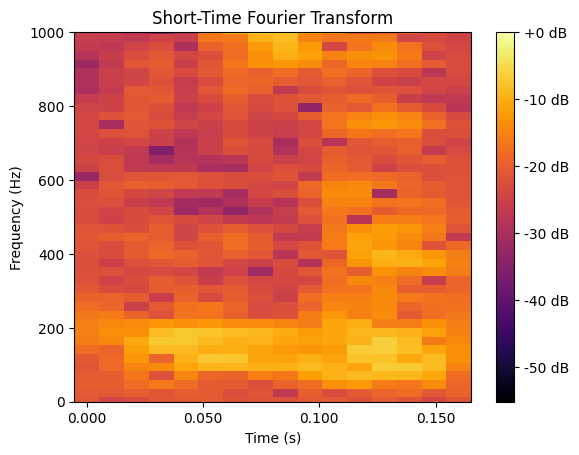 Short-Time Fourier Transform
1000
800
600
400
200
0
Frequency (Hz)
0.000
0.050
0.100
0.150
Time (s)
+0 dB
-10 dB
-20 dB
-30 dB
-40 dB
-50 dB